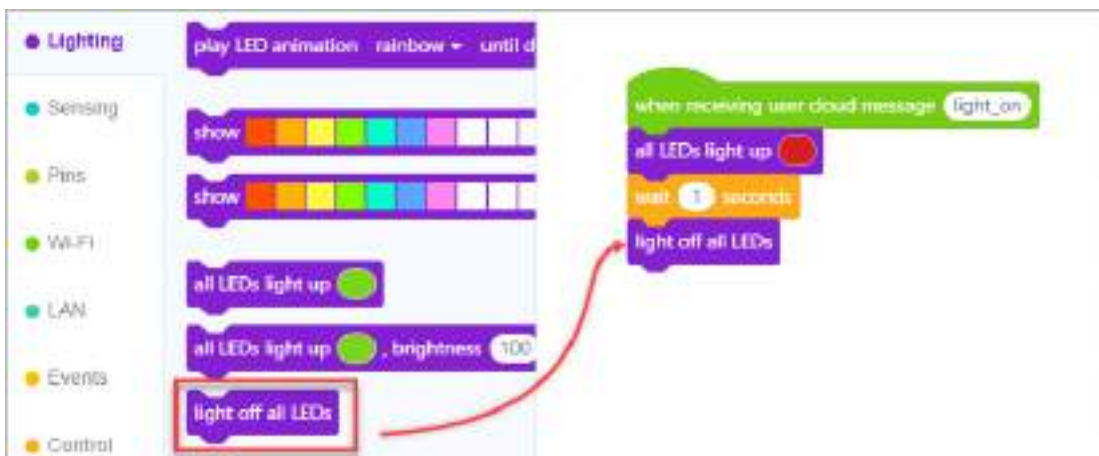 Lighting
Sensing
Pins
Wi-Fi
LAN
Events
Control
play LED animation rainbow until d
show
show
all LEDs light up
all LEDs light up , brightness 100
light off all LEDs
when receiving user cloud message light_on
all LEDs light up
wait 1 seconds
light off all LEDs